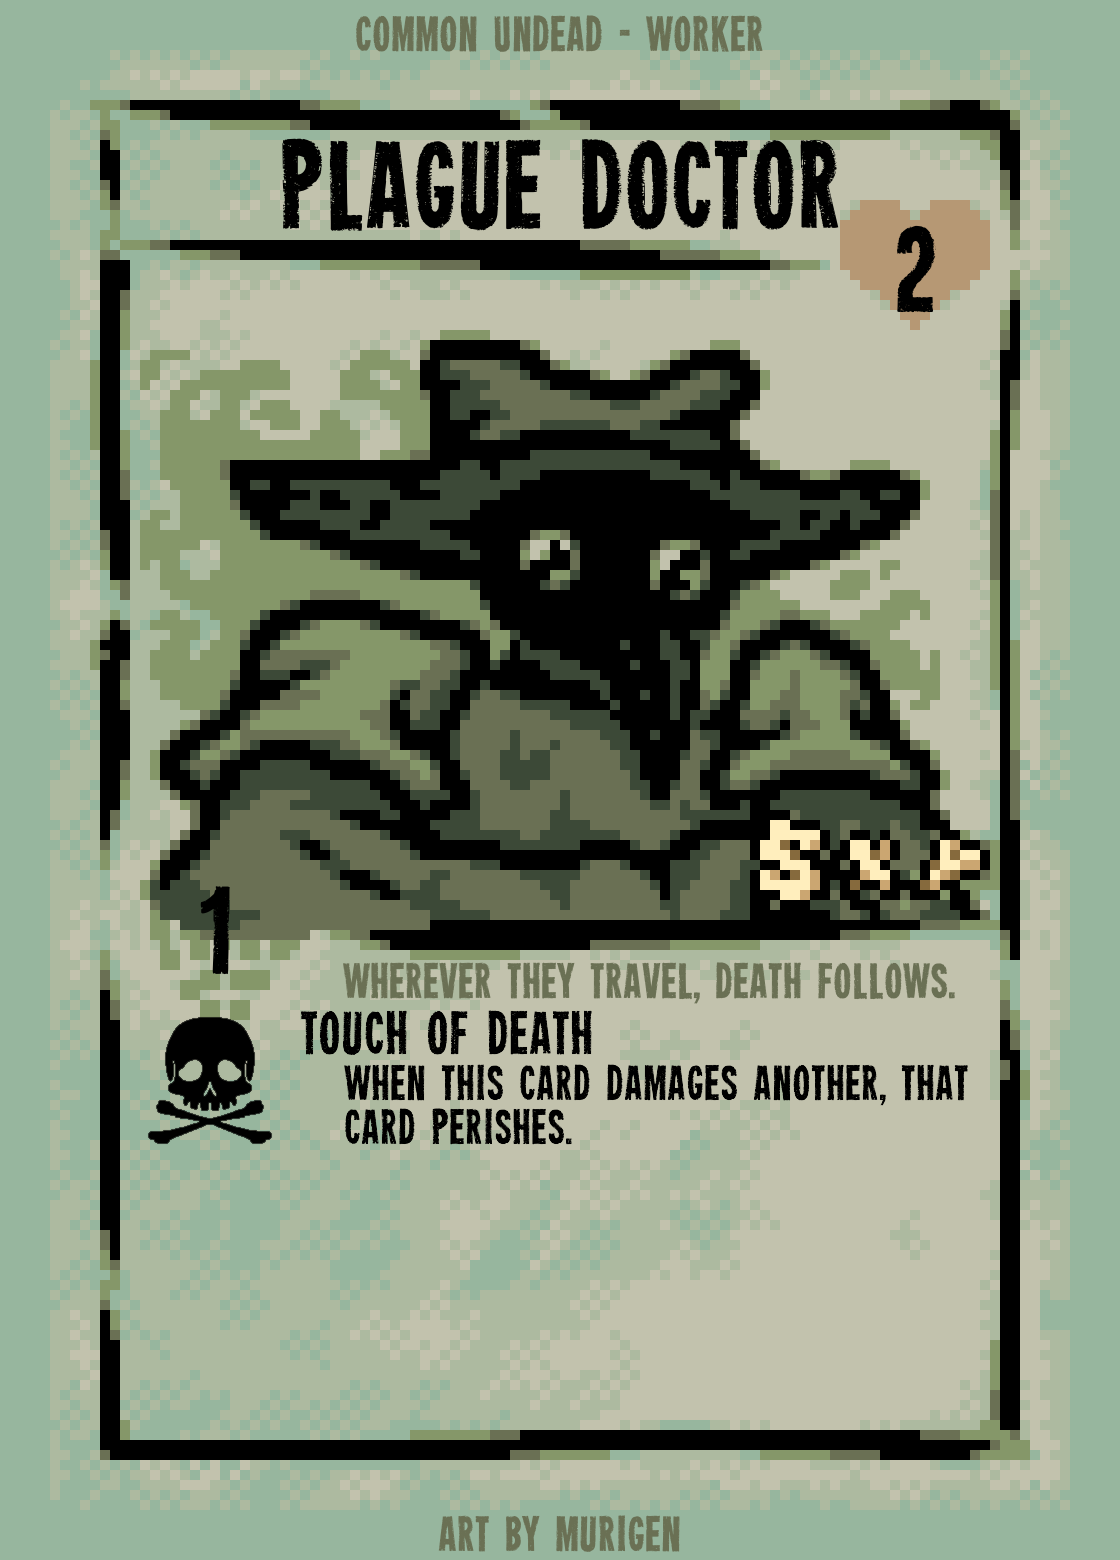 COMMON UNDEAD - WORKER
PLAGUE DOCTOR
2
SXY
1
WHEREVER THEY TRAVEL, DEATH FOLLOWS.
TOUCH OF DEATH
WHEN THIS CARD DAMAGES ANOTHER, THAT
CARD PERISHES.
ART BY MURIGEN